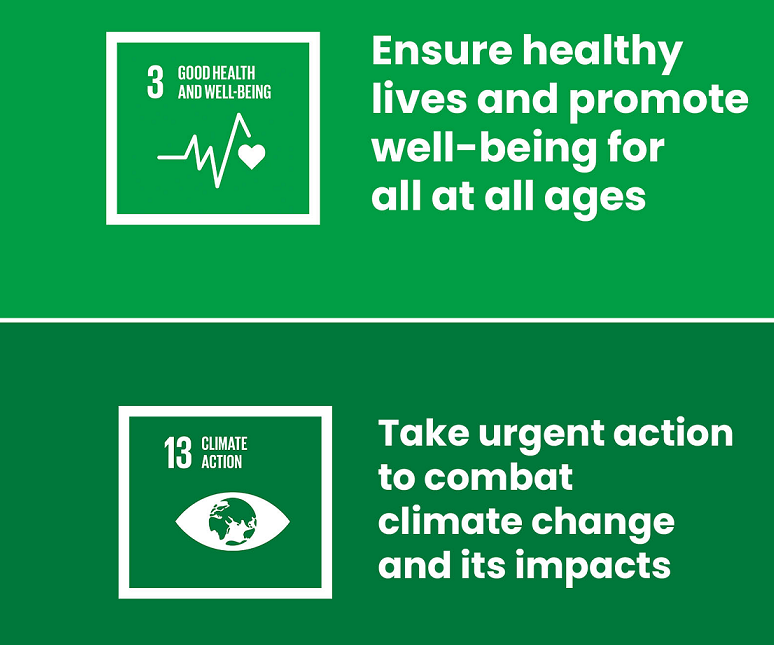 3 GOOD HEALTH
AND WELL-BEING
Ensure healthy
lives and promote
well-being for
all at all ages
13 CLIMATE
ACTION
Take urgent action
to combat
climate change
and its impacts